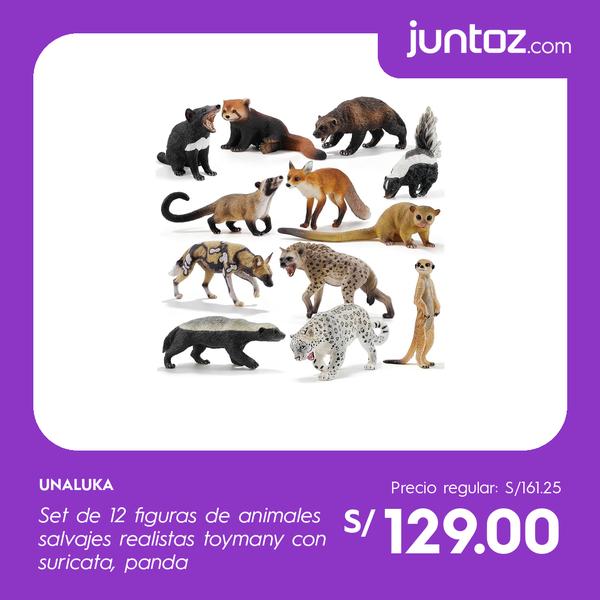 juntoz.com
UNALUKA
Set de 12 figuras de animales
salvajes realistas toymany con
suricata, panda
Precio regular: S/161.25
S/129.00